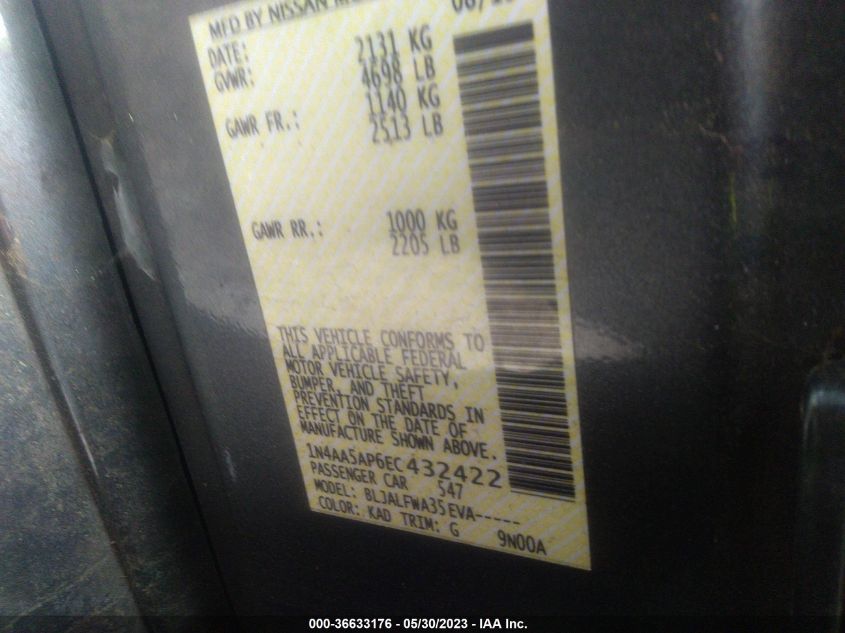 MFD BY NISSAN
DATE:
GVWR: 2131 KG
4698 LB
GAWR FR.: 1140 KG
2513 LB
GAWR RR.: 1000 KG
2205 LB
THIS VEHICLE CONFORMS TO
ALL APPLICABLE FEDERAL
MOTOR VEHICLE SAFETY,
BUMPER, AND THEFT
PREVENTION STANDARDS IN
EFFECT ON THE DATE OF
MANUFACTURE SHOWN ABOVE.
1N4AA5AP6EC432422
PASSENGER CAR 547
MODEL: BLJALFWA35EVA-----
COLOR: KAD TRIM: G 9N00A
000-36633176 - 05/30/2023 - IAA Inc.